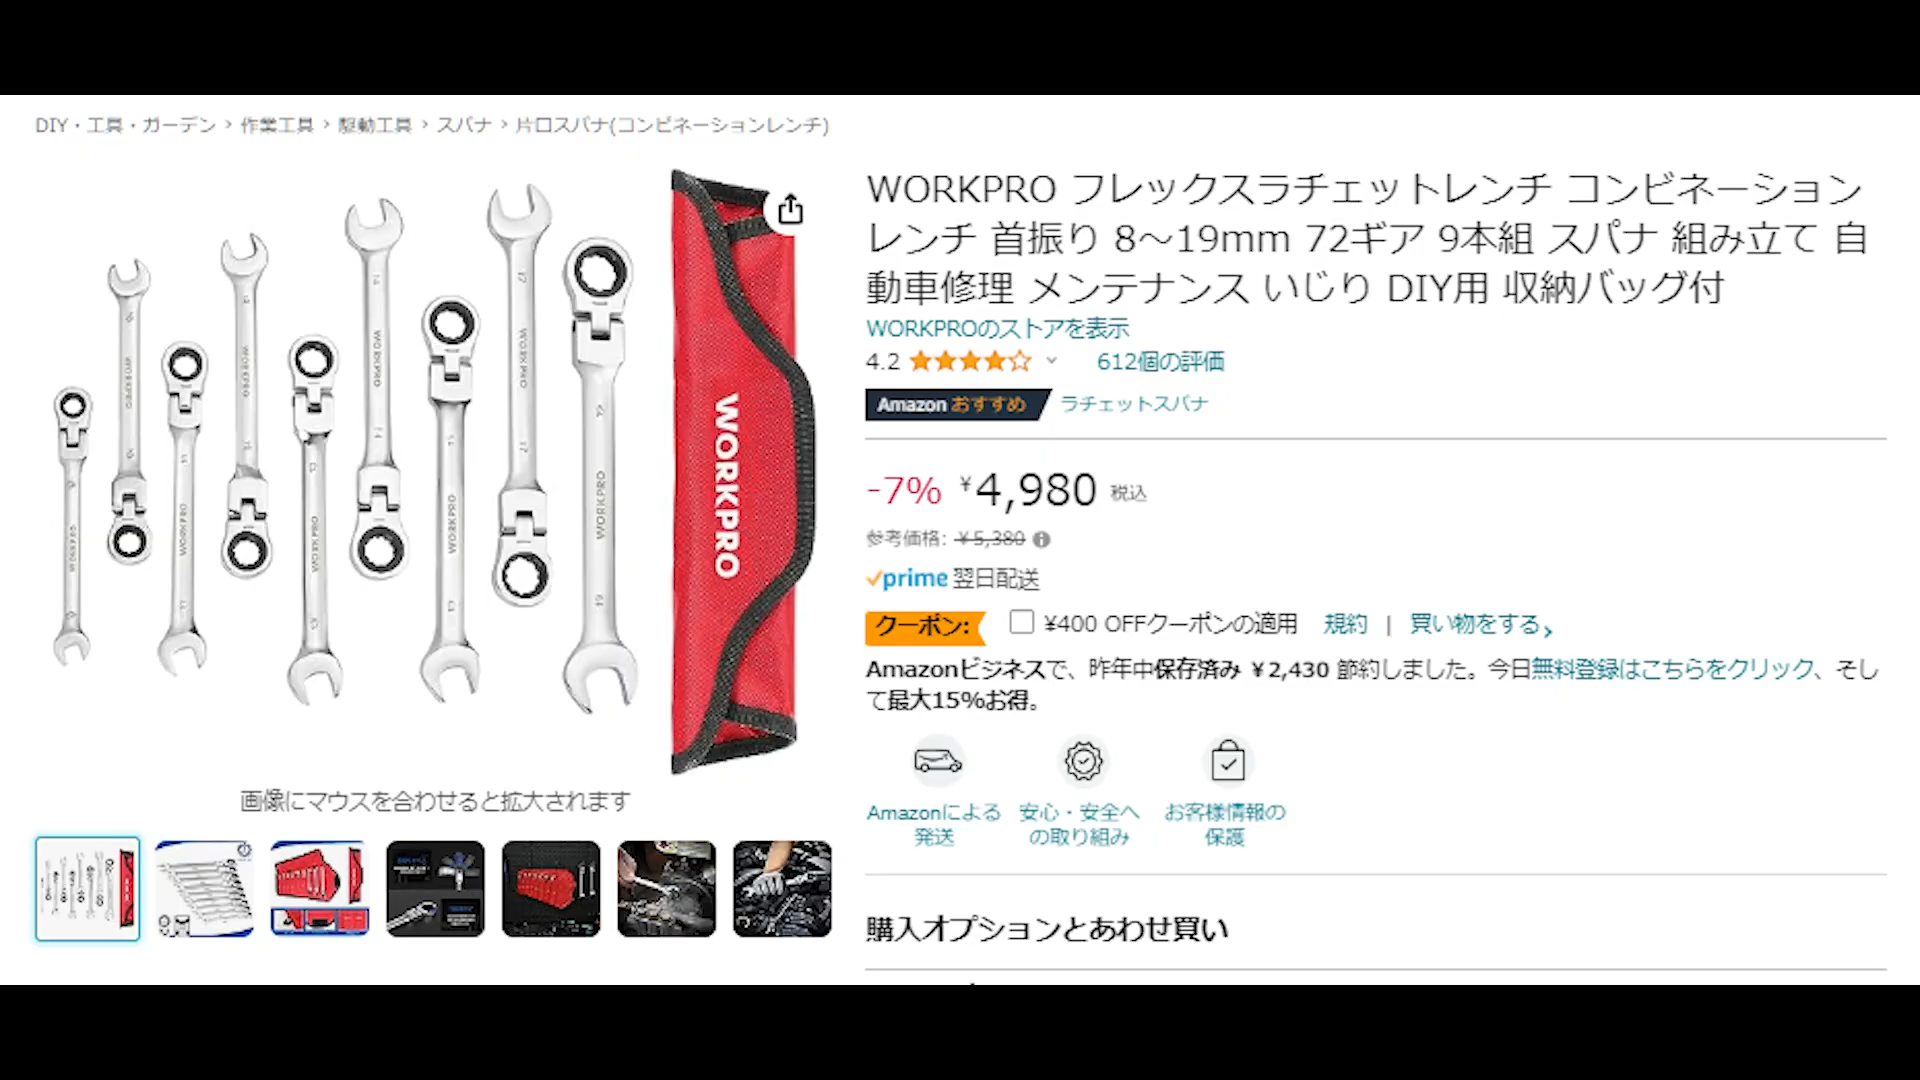 DIY・工具・ガーデン › 作業工具 › 駆動工具 › スパナ › 片口スパナ(コンビネーションレンチ)
WORKPRO
画像にマウスを合わせると拡大されます
WORKPRO フレックスラチェットレンチ コンビネーション
レンチ 首振り 8～19mm 72ギア 9本組 スパナ 組み立て 自
動車修理 メンテナンス いじり DIY用 収納バッグ付
WORKPROのストアを表示
4.2 612個の評価
Amazon おすすめ ラチェットスパナ
-7% ¥4,980 税込
参考価格: ¥5,380
prime 翌日配送
クーポン: ¥400 OFFクーポンの適用 規約 | 買い物をする ›
Amazonビジネスで、昨年中保存済み ¥2,430 節約しました。今日無料登録はこちらをクリック、そし
て最大15%お得。
Amazonによる
発送
安心・安全へ
の取り組み
お客様情報の
保護
購入オプションとあわせ買い